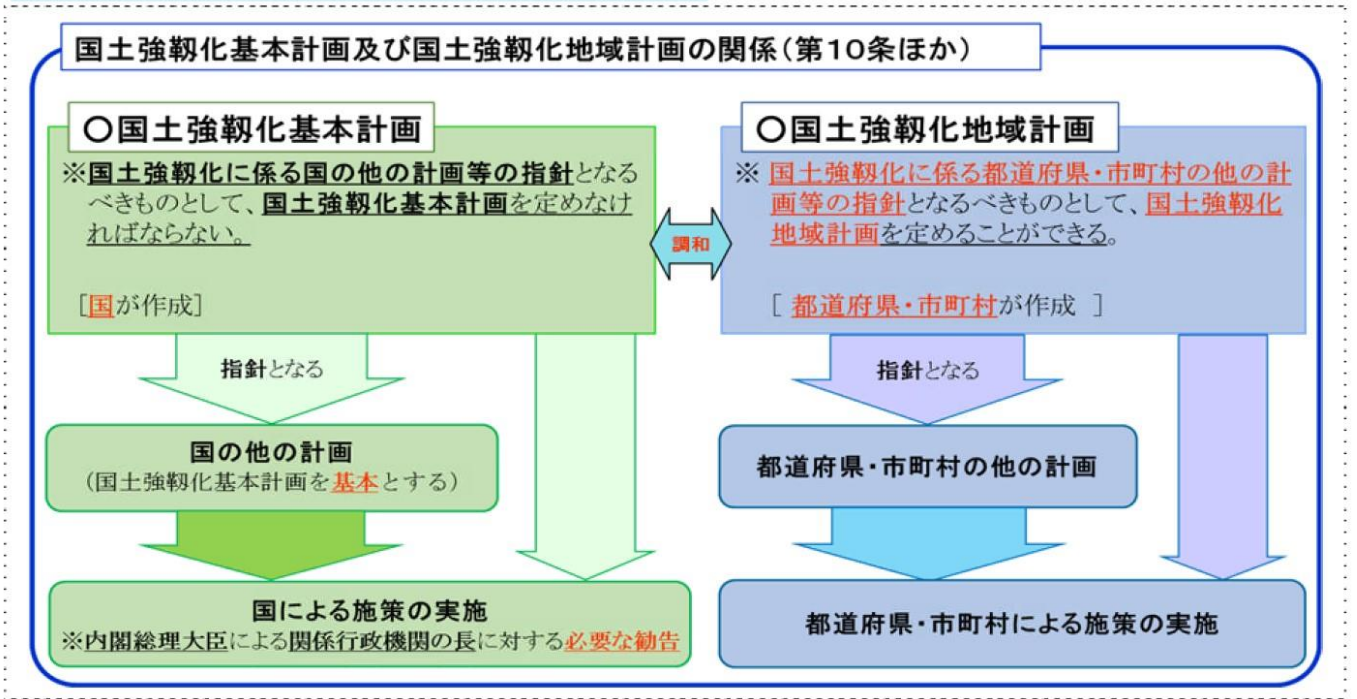 国土強靱化基本計画及び国土強靱化地域計画の関係(第10条ほか)
○国土強靱化基本計画
※国土強靱化に係る国の他の計画等の指針となる
べきものとして、国土強靱化基本計画を定めなけ
ればならない。
[国が作成]
調和
○国土強靱化地域計画
※ 国土強靱化に係る都道府県・市町村の他の計
画等の指針となるべきものとして、国土強靱化
地域計画を定めることができる。
[ 都道府県・市町村が作成 ]
指針となる
国の他の計画
(国土強靱化基本計画を基本とする)
国による施策の実施
※内閣総理大臣による関係行政機関の長に対する必要な勧告
指針となる
都道府県・市町村の他の計画
都道府県・市町村による施策の実施